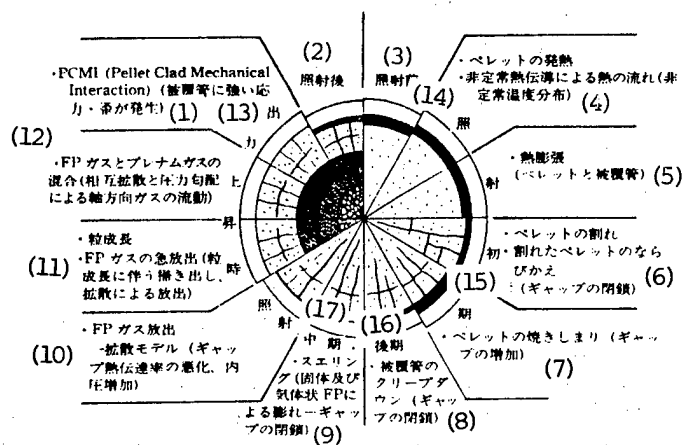 (2)
照射後
(3)
照射前
・PCMI (Pellet Clad Mechanical
Interaction) (被覆管に強い応
力・歪が発生)
(1)
(13)
(12)
・FPガスとプレナムガスの
混合(相互拡散と圧力勾配
による軸方向ガスの流動)
(11)
・粒成長
・FPガスの急放出(粒
成長に伴う掃き出し、
拡散による放出)
(10)
・FPガス放出
-拡散モデル(ギャッ
プ熱伝達率の悪化、内
圧増加)
出力上昇時
(14)
照射初期
(15)
(16)
後期
(17)
照射中期
・ペレットの発熱
・非定常熱伝導による熱の流れ(非
定常温度分布)
(4)
・熱膨張
(ペレットと被覆管)
(5)
・ペレットの割れ
・割れたペレットのなら
びかえ
(ギャップの閉鎖)
(6)
・ペレットの焼きしまり(ギャッ
プの増加)
(7)
・被覆管の
クリープダ
ウン(ギャッ
プの閉鎖)
(8)
・スエリン
グ(固体及び
気体状FPに
よる膨れーギャッ
プの閉鎖)
(9)